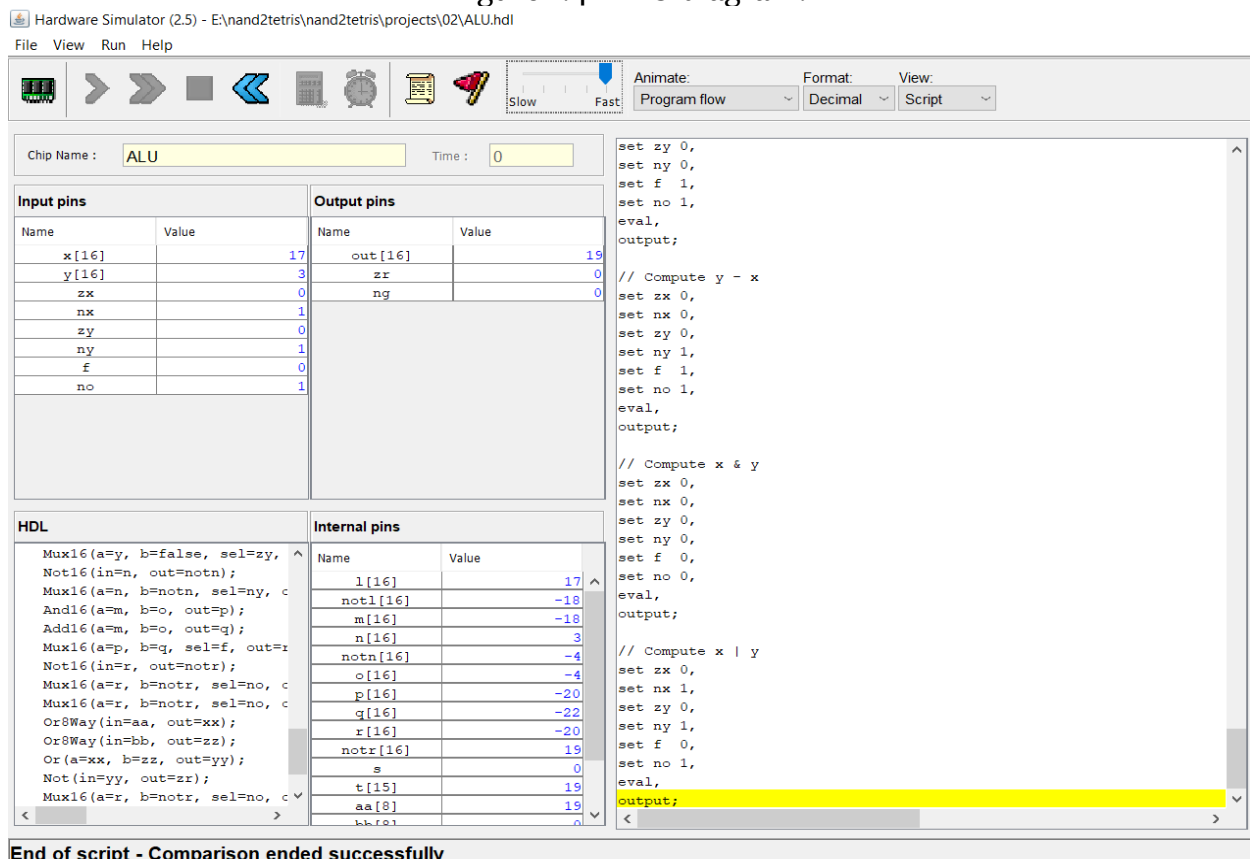 Hardware Simulator (2.5) - E:\nand2tetris\nand2tetris\projects\02\ALU.hdl
File View Run Help
Slow Fast
Animate: Format: View:
Program flow Decimal Script
Chip Name : ALU Time : 0
Input pins
Name Value
x[16] 17
y[16] 3
zx 0
nx 1
zy 0
ny 1
f 0
no 1
Output pins
Name Value
out[16] 19
zr 0
ng 0
HDL
Mux16(a=y, b=false, sel=zy,
Not16(in=n, out=notn);
Mux16(a=n, b=notn, sel=ny,
And16(a=m, b=o, out=p);
Add16(a=m, b=o, out=q);
Mux16(a=p, b=q, sel=f, out=r
Not16(in=r, out=notr);
Mux16(a=r, b=notr, sel=no,
Mux16(a=r, b=notr, sel=no,
Or8Way(in=aa, out=xx);
Or8Way(in=bb, out=zz);
Or(a=xx, b=zz, out=yy);
Not(in=yy, out=zr);
Mux16(a=r, b=notr, sel=no,
Internal pins
Name Value
l[16] 17
notl[16] -18
m[16] -18
n[16] 3
notn[16] -4
o[16] -4
p[16] -20
q[16] -22
r[16] -20
notr[16] 19
s 0
t[15] 19
aa[8] 19
bb[8] 0
set zy 0,
set ny 0,
set f 1,
set no 1,
eval,
output;
// Compute y - x
set zx 0,
set nx 0,
set zy 0,
set ny 1,
set f 1,
set no 1,
eval,
output;
// Compute x & y
set zx 0,
set nx 0,
set zy 0,
set ny 0,
set f 0,
set no 0,
eval,
output;
// Compute x | y
set zx 0,
set nx 1,
set zy 0,
set ny 1,
set f 0,
set no 1,
eval,
output;
End of script - Comparison ended successfully